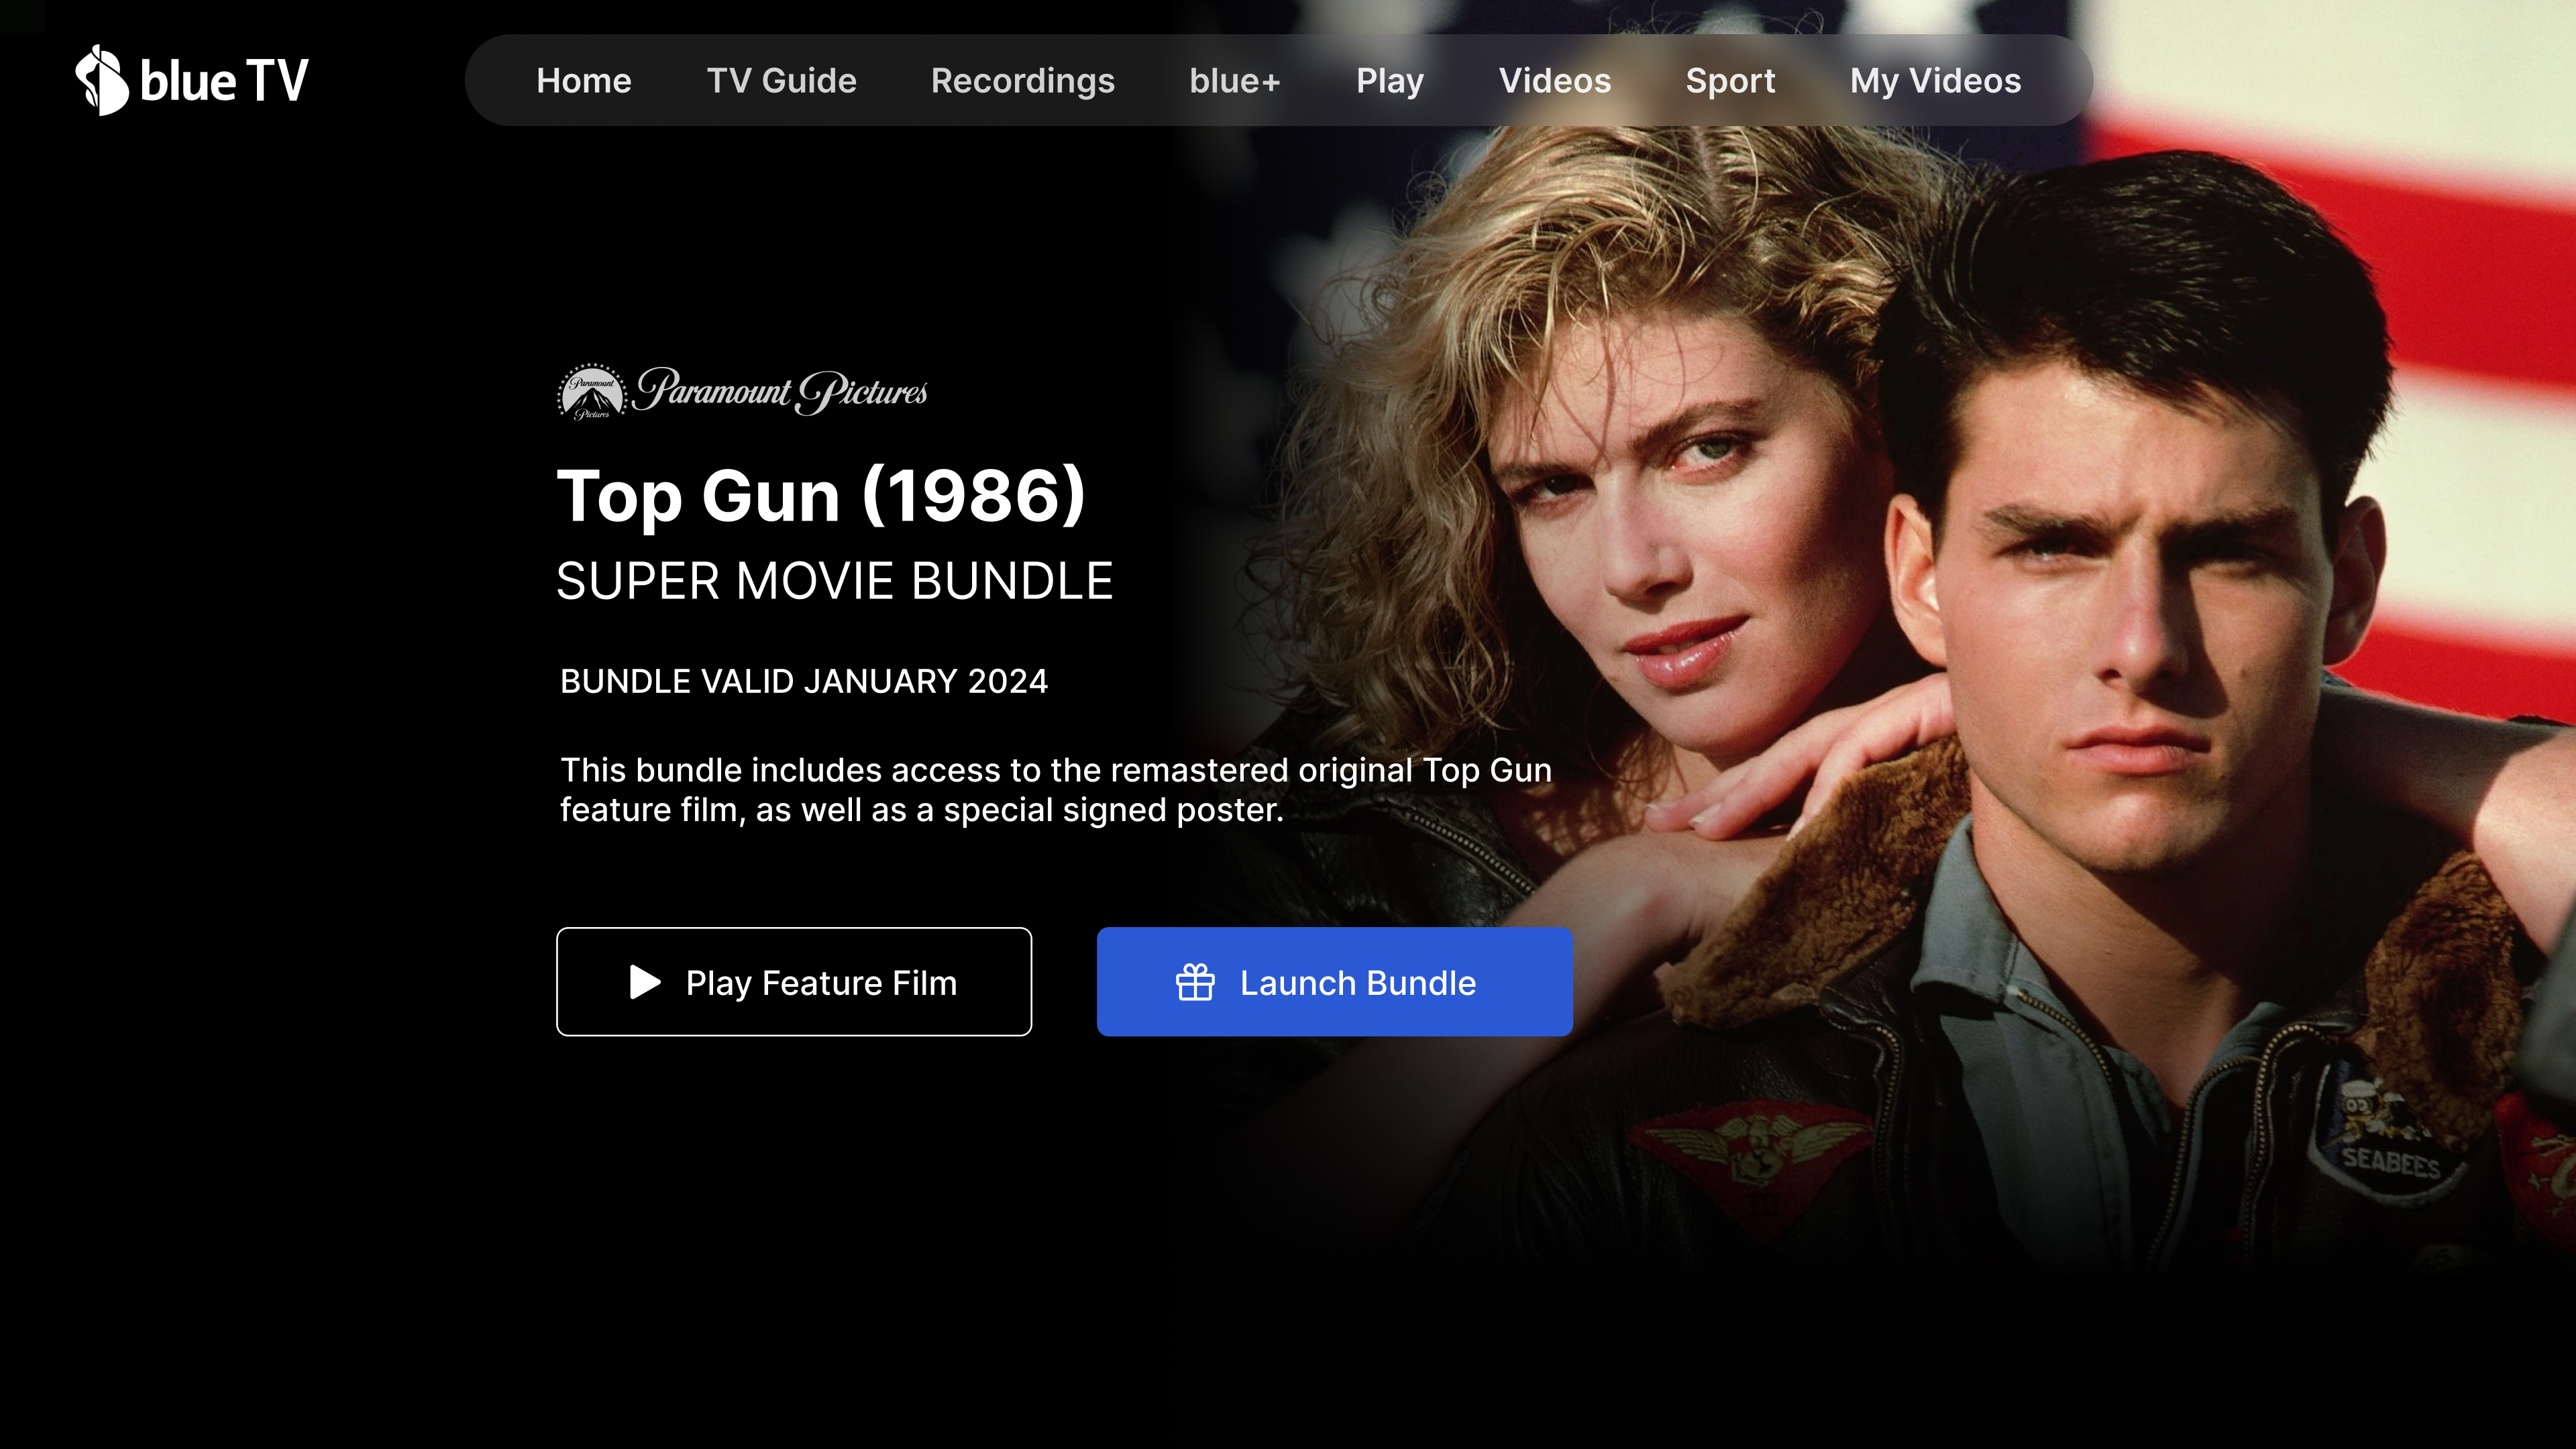 blue TV
Home TV Guide Recordings blue+ Play Videos Sport My Videos
Paramount
Pictures
Paramount Pictures
Top Gun (1986)
SUPER MOVIE BUNDLE
BUNDLE VALID JANUARY 2024
This bundle includes access to the remastered original Top Gun
feature film, as well as a special signed poster.
Play Feature Film
Launch Bundle
SEABEES
III